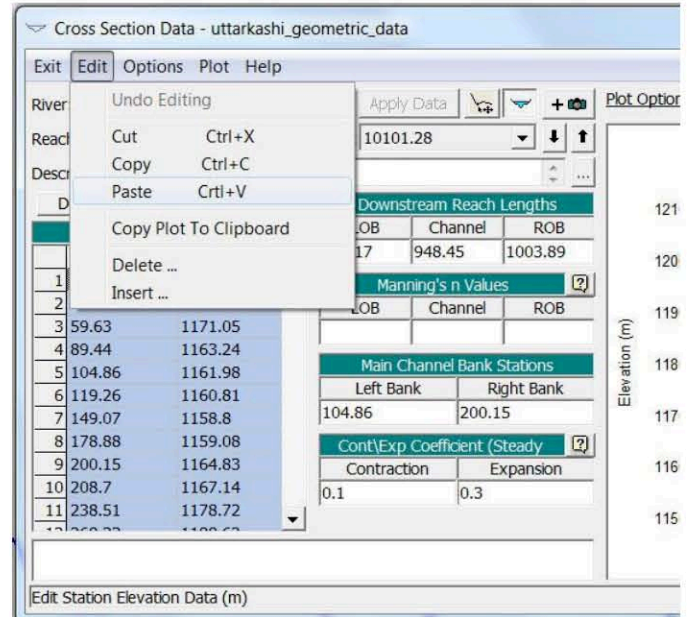 Cross Section Data - uttarkashi_geometric_data
Exit Edit Options Plot Help
River Apply Data Plot Option
Undo Editing
Reach 10101.28
Cut Ctrl+X
Descr
Copy Ctrl+C
Paste Crtl+V
D Downstream Reach Lengths
Copy Plot To Clipboard
LOB Channel ROB
17 948.45 1003.89
Delete ...
Insert ...
Manning's n Values
LOB Channel ROB
1
2
3 59.63 1171.05
4 89.44 1163.24
5 104.86 1161.98
6 119.26 1160.81
7 149.07 1158.8
8 178.88 1159.08
9 200.15 1164.83
10 208.7 1167.14
11 238.51 1178.72
Main Channel Bank Stations
Left Bank Right Bank
104.86 200.15
Cont\Exp Coefficient (Steady
Contraction Expansion
0.1 0.3
Elevation (m)
121
120
119
118
117
116
115
Edit Station Elevation Data (m)